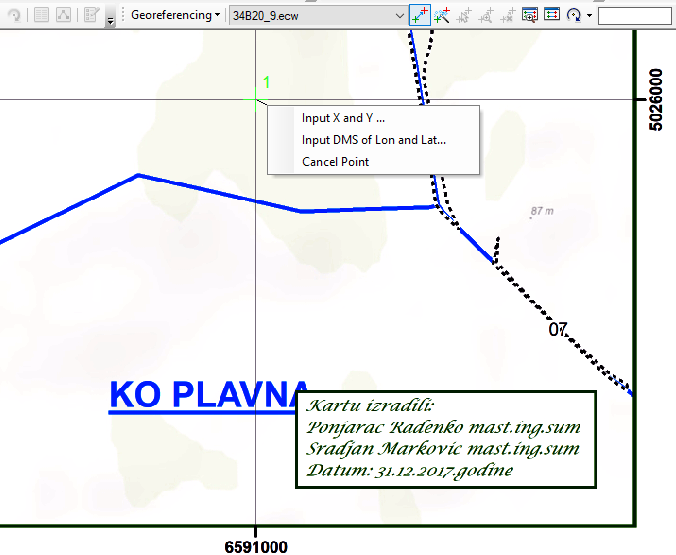 Georeferencing
34B20_9.ecw
1
Input X and Y ...
Input DMS of Lon and Lat...
Cancel Point
5026000
87 m
07
KO PLAVNA
Kartu izradili:
Ponjarac Radenko mast.ing.sum
Sradjan Markovic mast.ing.sum
Datum: 31.12.2017.godine
6591000